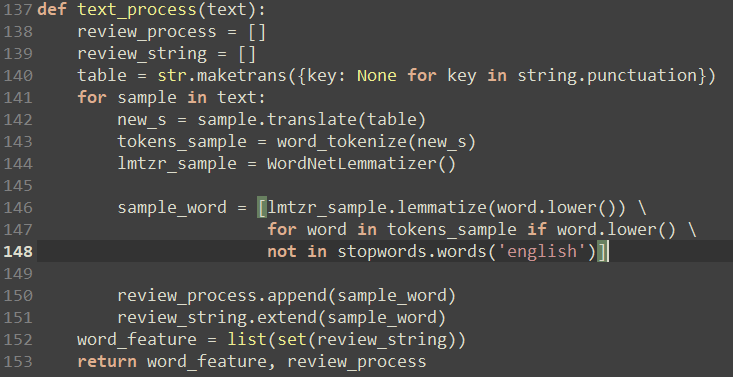 137 def text_process(text):
138     review_process = []
139     review_string = []
140     table = str.maketrans({key: None for key in string.punctuation})
141     for sample in text:
142         new_s = sample.translate(table)
143         tokens_sample = word_tokenize(new_s)
144         lmtzr_sample = WordNetLemmatizer()
145
146         sample_word = [lmtzr_sample.lemmatize(word.lower()) \
147                        for word in tokens_sample if word.lower() \
148                        not in stopwords.words('english')]
149
150         review_process.append(sample_word)
151         review_string.extend(sample_word)
152     word_feature = list(set(review_string))
153     return word_feature, review_process